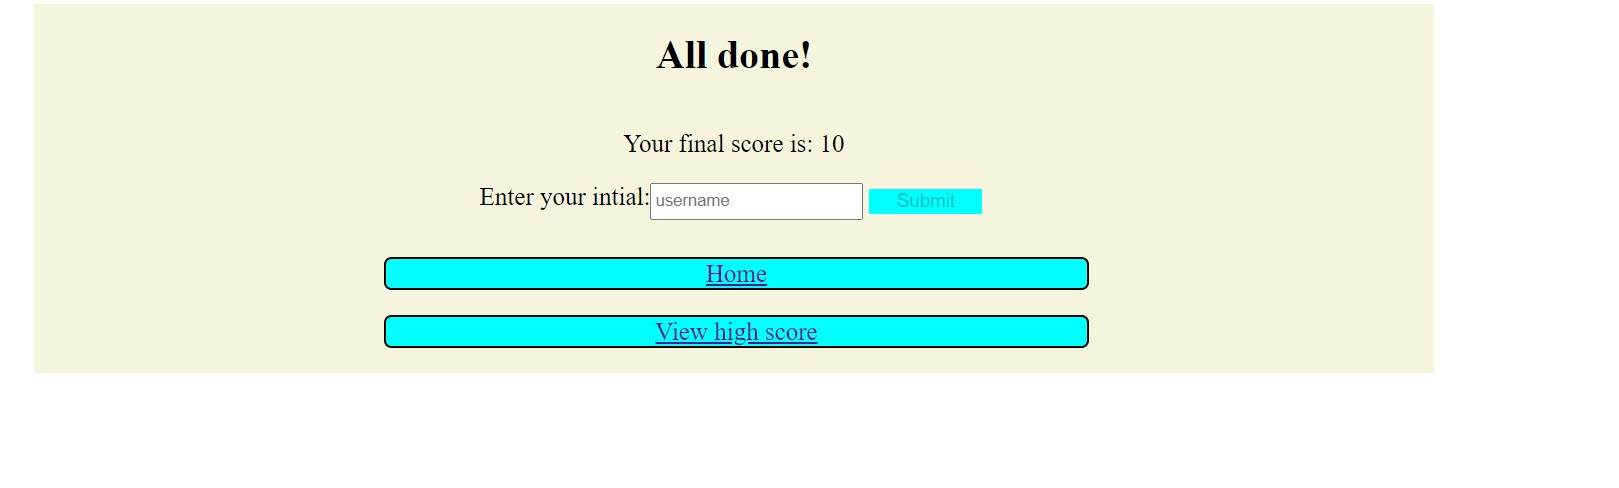 All done!
Your final score is: 10
Enter your intial: username Submit
Home
View high score